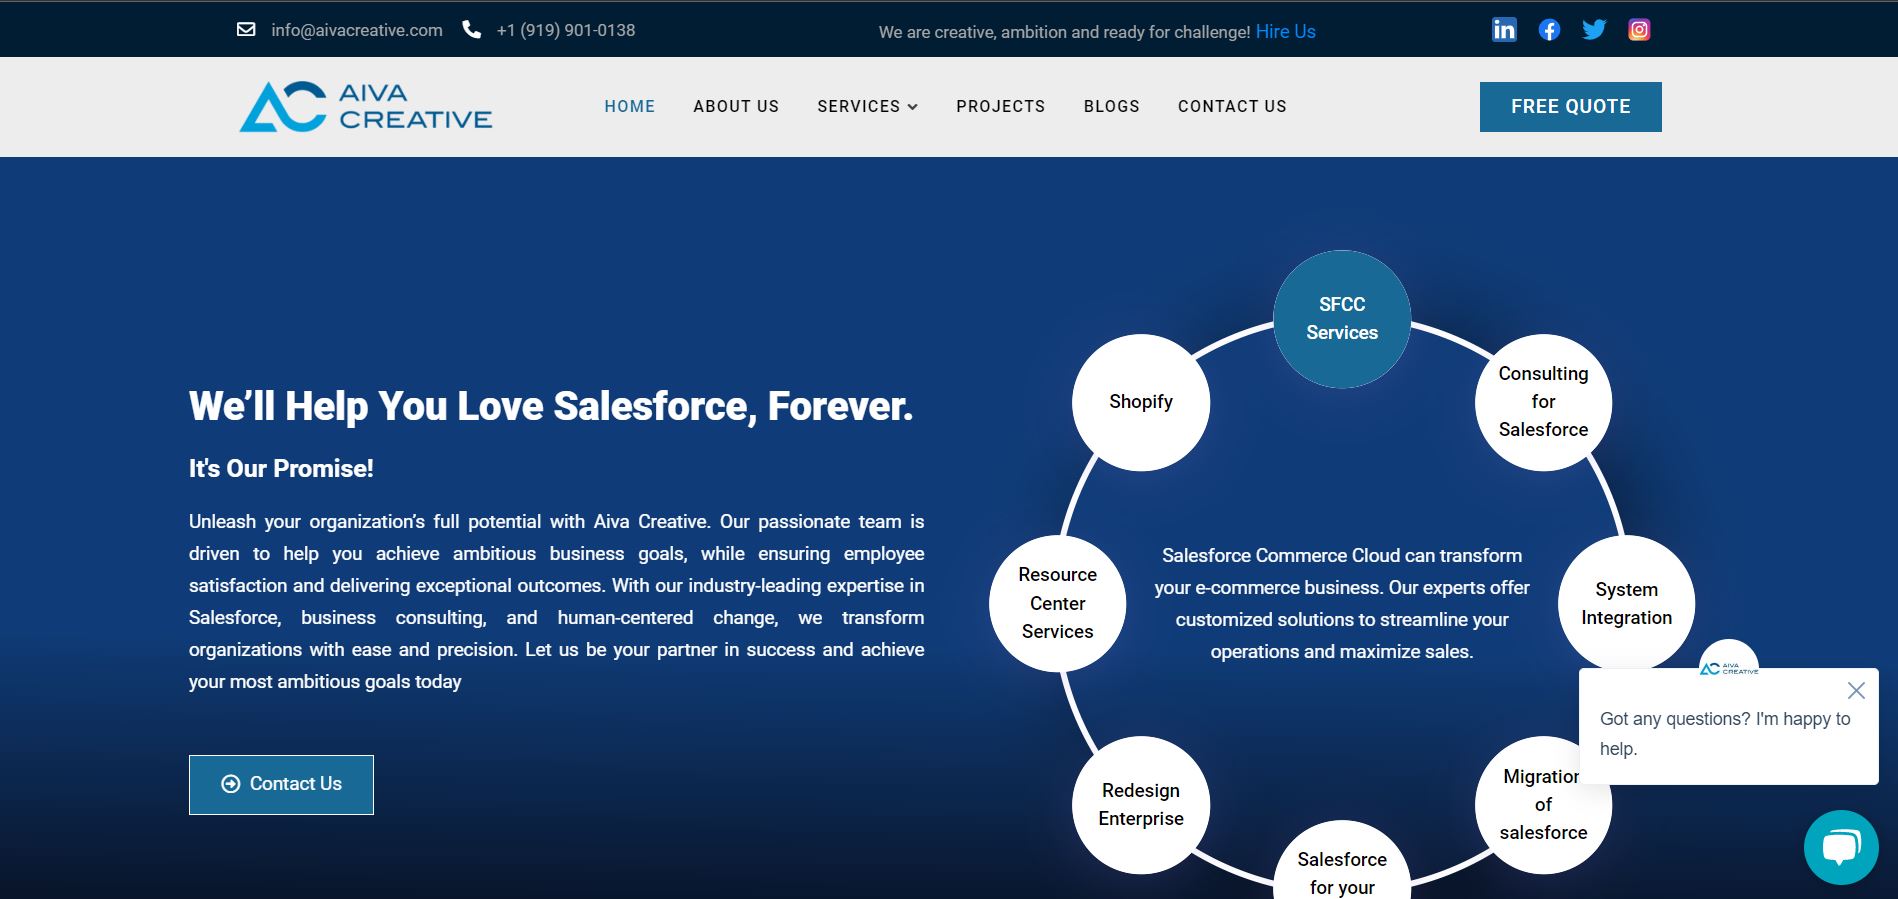 info@aivacreative.com
+1 (919) 901-0138
We are creative, ambition and ready for challenge! Hire Us
AIVA
CREATIVE
HOME
ABOUT US
SERVICES
PROJECTS
BLOGS
CONTACT US
FREE QUOTE
We’ll Help You Love Salesforce, Forever.
It's Our Promise!
Unleash your organization’s full potential with Aiva Creative. Our passionate team is
driven to help you achieve ambitious business goals, while ensuring employee
satisfaction and delivering exceptional outcomes. With our industry-leading expertise in
Salesforce, business consulting, and human-centered change, we transform
organizations with ease and precision. Let us be your partner in success and achieve
your most ambitious goals today
Contact Us
SFCC
Services
Consulting
for
Salesforce
System
Integration
Migration
of
salesforce
Salesforce
for your
Redesign
Enterprise
Resource
Center
Services
Shopify
Salesforce Commerce Cloud can transform
your e-commerce business. Our experts offer
customized solutions to streamline your
operations and maximize sales.
AIVA
CREATIVE
Got any questions? I'm happy to
help.